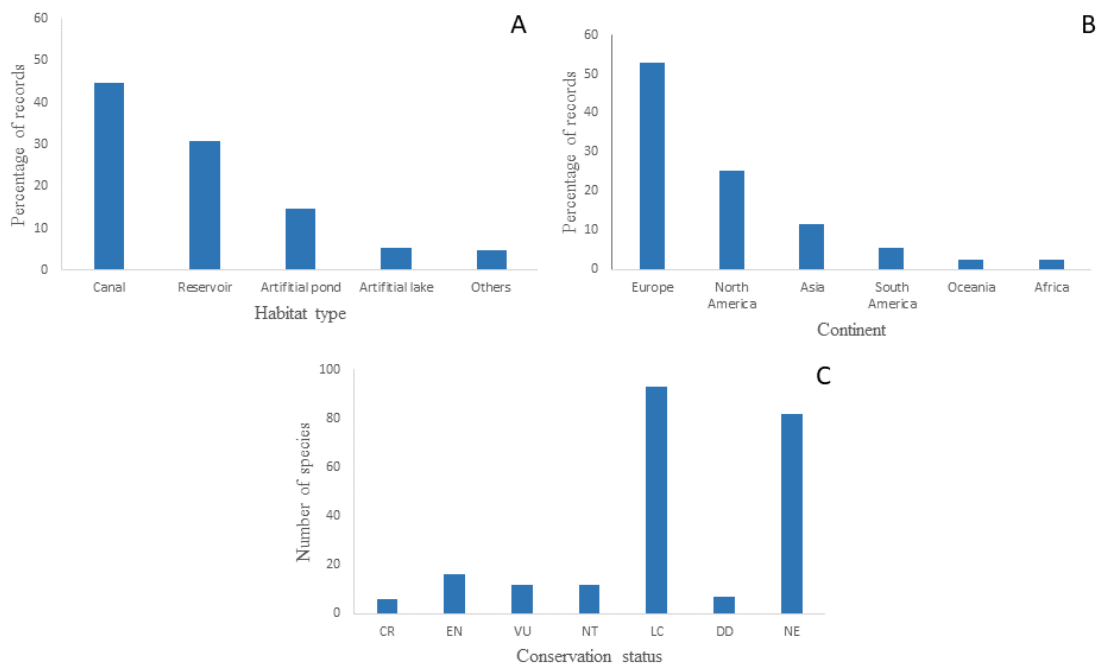 A
60
50
40
30
20
10
0
Percentage of records
Canal Reservoir Artifitial pond Artifitial lake Others
Habitat type
B
60
50
40
30
20
10
0
Percentage of records
Europe North America Asia South America Oceania Africa
Continent
C
100
80
60
40
20
0
Number of species
CR EN VU NT LC DD NE
Conservation status